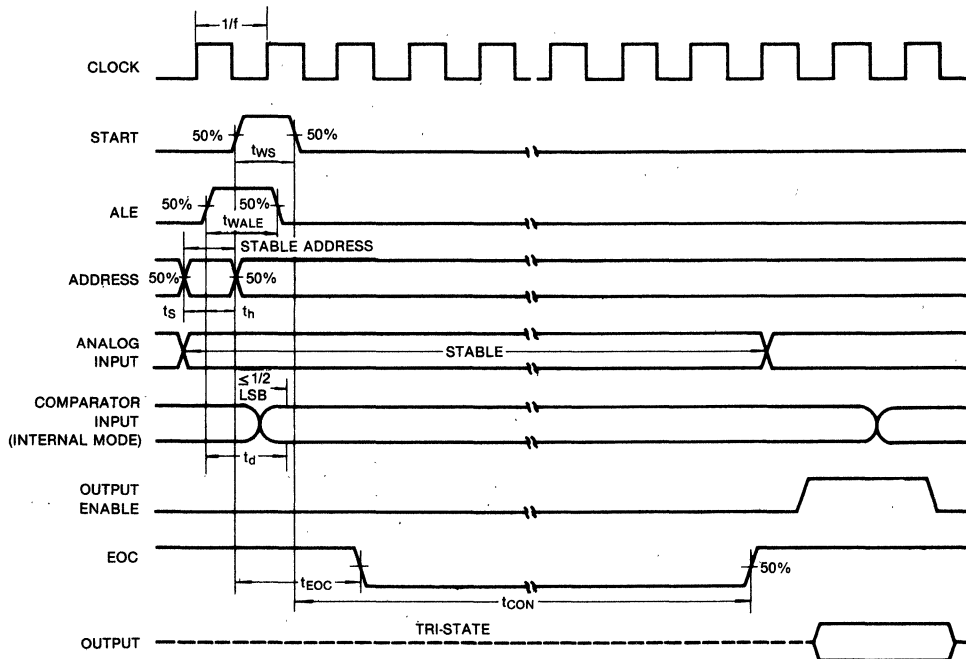 1/f
CLOCK
START 50% 50%
tWS
ALE 50% 50%
tWALE
STABLE ADDRESS
ADDRESS 50% 50%
tS th
ANALOG
INPUT
STABLE
≤ 1/2
LSB
COMPARATOR
INPUT
(INTERNAL MODE)
td
OUTPUT
ENABLE
EOC
50%
tEOC
tCON
TRI-STATE
OUTPUT